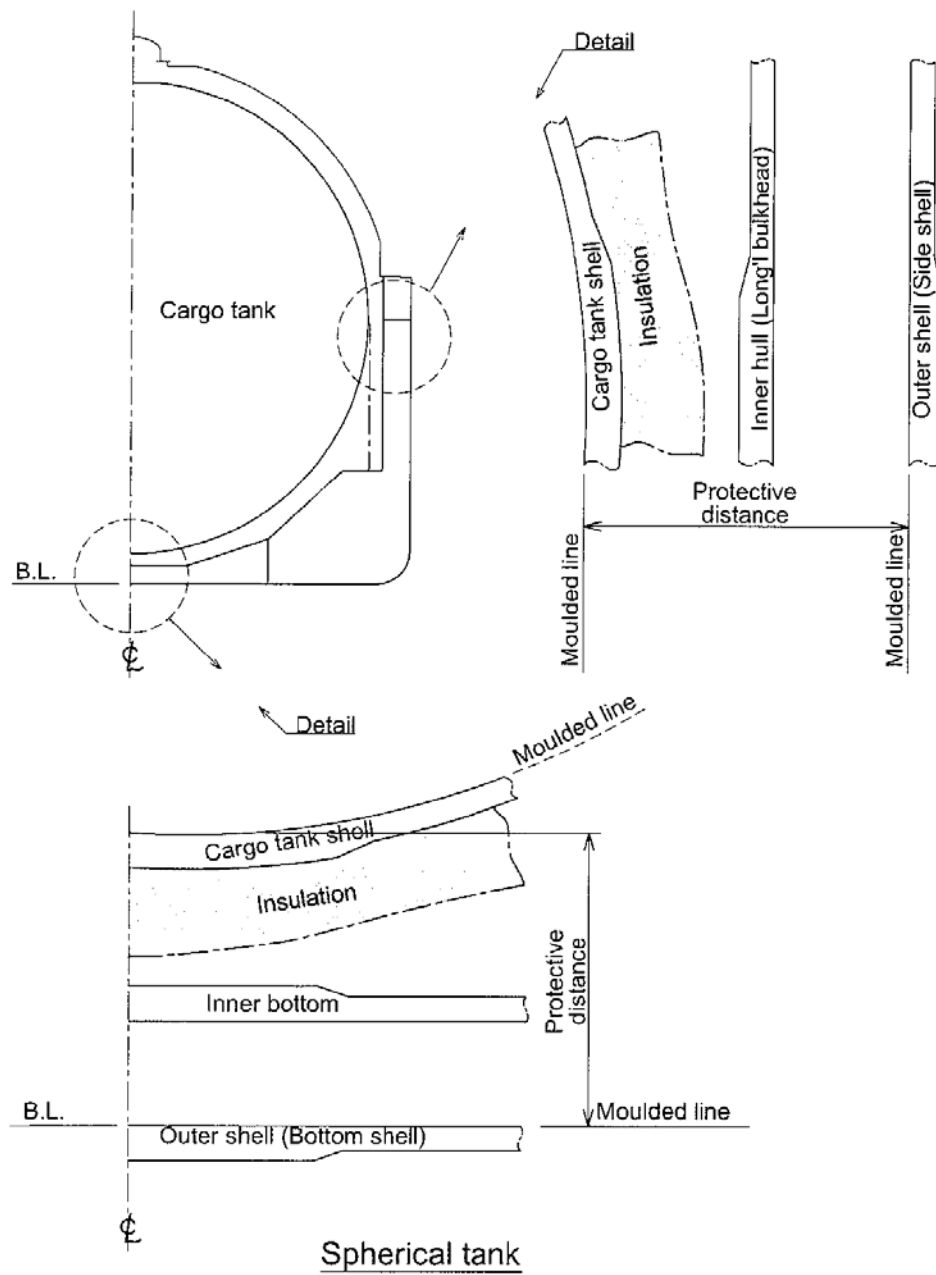 Detail
Cargo tank
Cargo tank shell
Insulation
Inner hull (Long'l bulkhead)
Outer shell (Side shell)
Protective
distance
Moulded line
Moulded line
B.L.
℄
Detail
Moulded line
Cargo tank shell
Insulation
Protective
distance
Inner bottom
B.L.
Moulded line
Outer shell (Bottom shell)
℄
Spherical tank